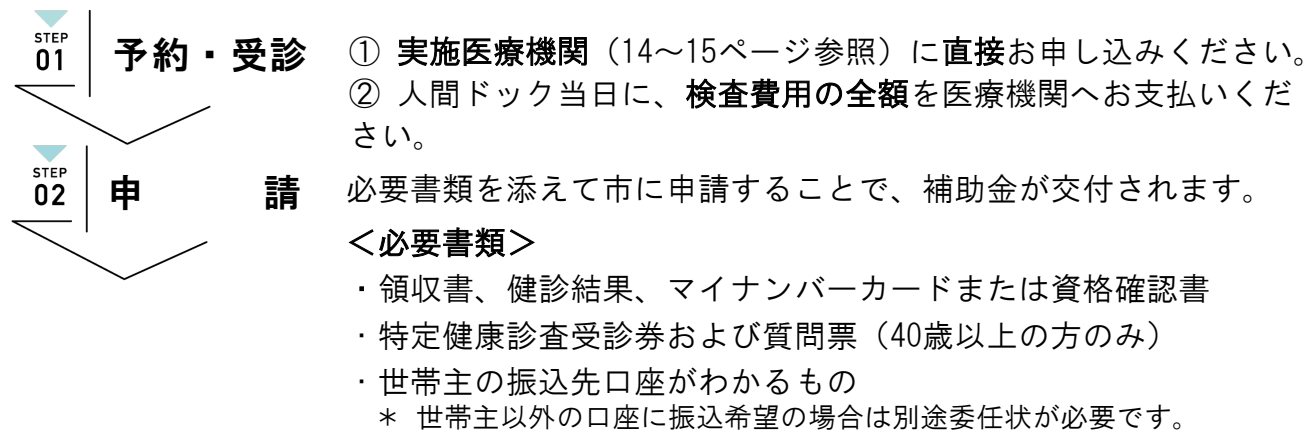 STEP
01
予約・受診
① 実施医療機関（14～15ページ参照）に直接お申し込みください。
② 人間ドック当日に、検査費用の全額を医療機関へお支払いくだ
さい。
STEP
02
申 請
必要書類を添えて市に申請することで、補助金が交付されます。
＜必要書類＞
・領収書、健診結果、マイナンバーカードまたは資格確認書
・特定健康診査受診券および質問票（40歳以上の方のみ）
・世帯主の振込先口座がわかるもの
＊ 世帯主以外の口座に振込希望の場合は別途委任状が必要です。